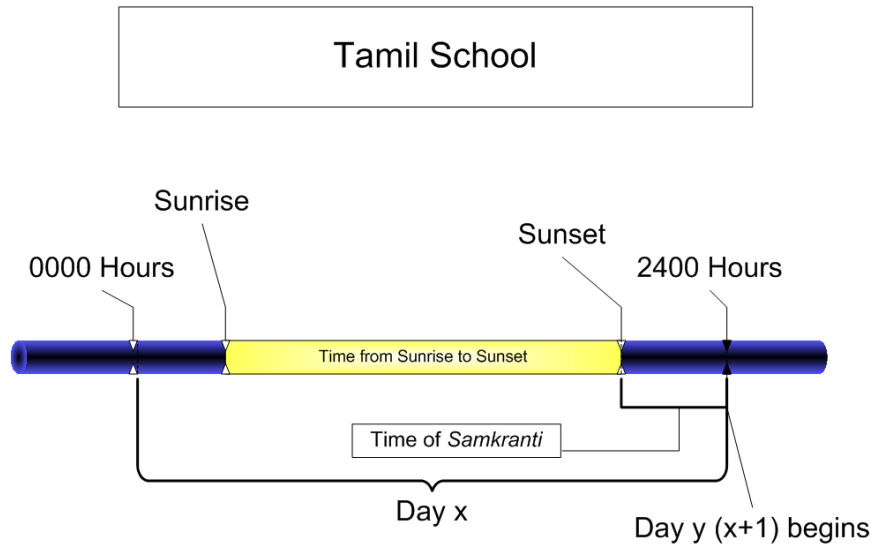 Tamil School
Sunrise
Sunset
0000 Hours
2400 Hours
Time from Sunrise to Sunset
Time of Samkranti
Day x
Day y (x+1) begins